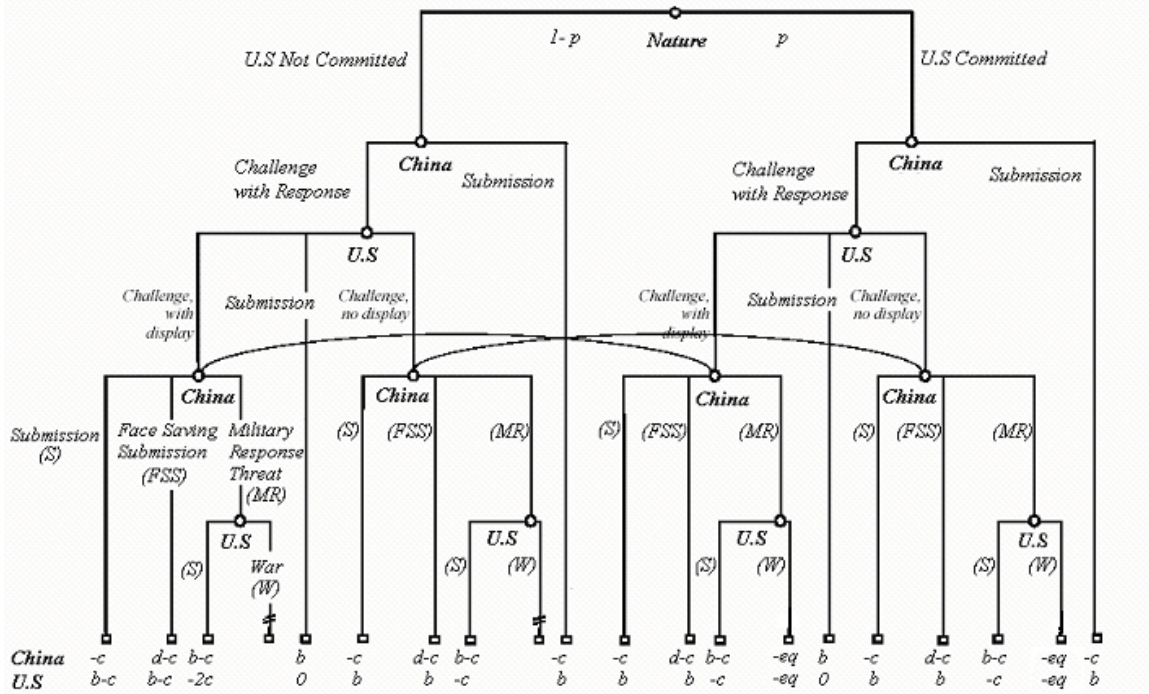 1- p Nature p
U.S Not Committed U.S Committed
China China
Challenge
with Response
Submission
Challenge
with Response
Submission
U.S U.S
Challenge,
with
display
Submission
Challenge,
no display
Challenge,
with
display
Submission
Challenge,
no display
China China China China
Submission
(S)
Face Saving
Submission
(FSS)
Military
Response
Threat
(MR)
(S) (FSS) (MR) (S) (FSS) (MR) (S) (FSS) (MR)
U.S U.S U.S U.S
(S) War
(W)
(S) (W) (S) (W) (S) (W)
China -c d-c b-c b -c d-c b-c -c -c d-c b-c -eq b -c d-c b-c -eq -c
U.S b-c b-c -2c 0 b b -c b b b -c -eq 0 b b -c -eq b